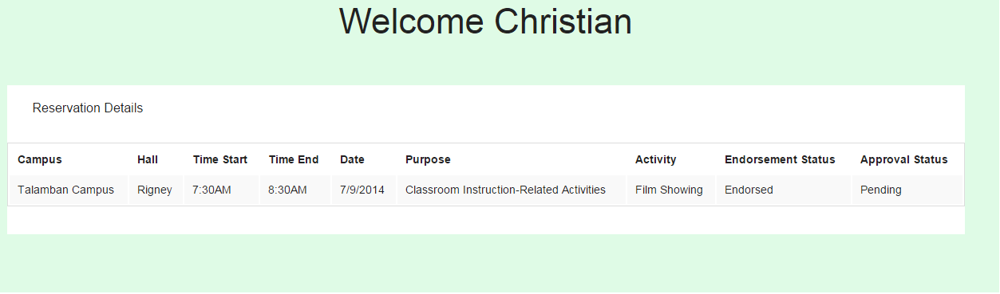 Welcome Christian
Reservation Details
Campus Hall Time Start Time End Date Purpose Activity Endorsement Status Approval Status
Talamban Campus Rigney 7:30AM 8:30AM 7/9/2014 Classroom Instruction-Related Activities Film Showing Endorsed Pending